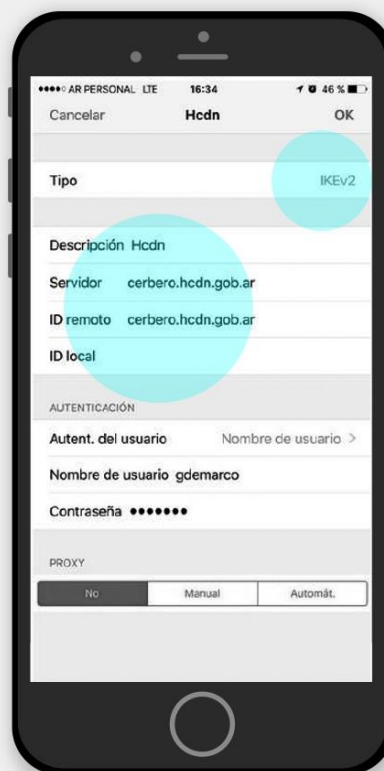 AR PERSONAL LTE 16:34 46 %
Cancelar Hcdn OK
Tipo IKEv2
Descripción Hcdn
Servidor cerbero.hcdn.gob.ar
ID remoto cerbero.hcdn.gob.ar
ID local
AUTENTICACIÓN
Autent. del usuario Nombre de usuario >
Nombre de usuario gdemarco
Contraseña •••••••
PROXY
No Manual Automát.